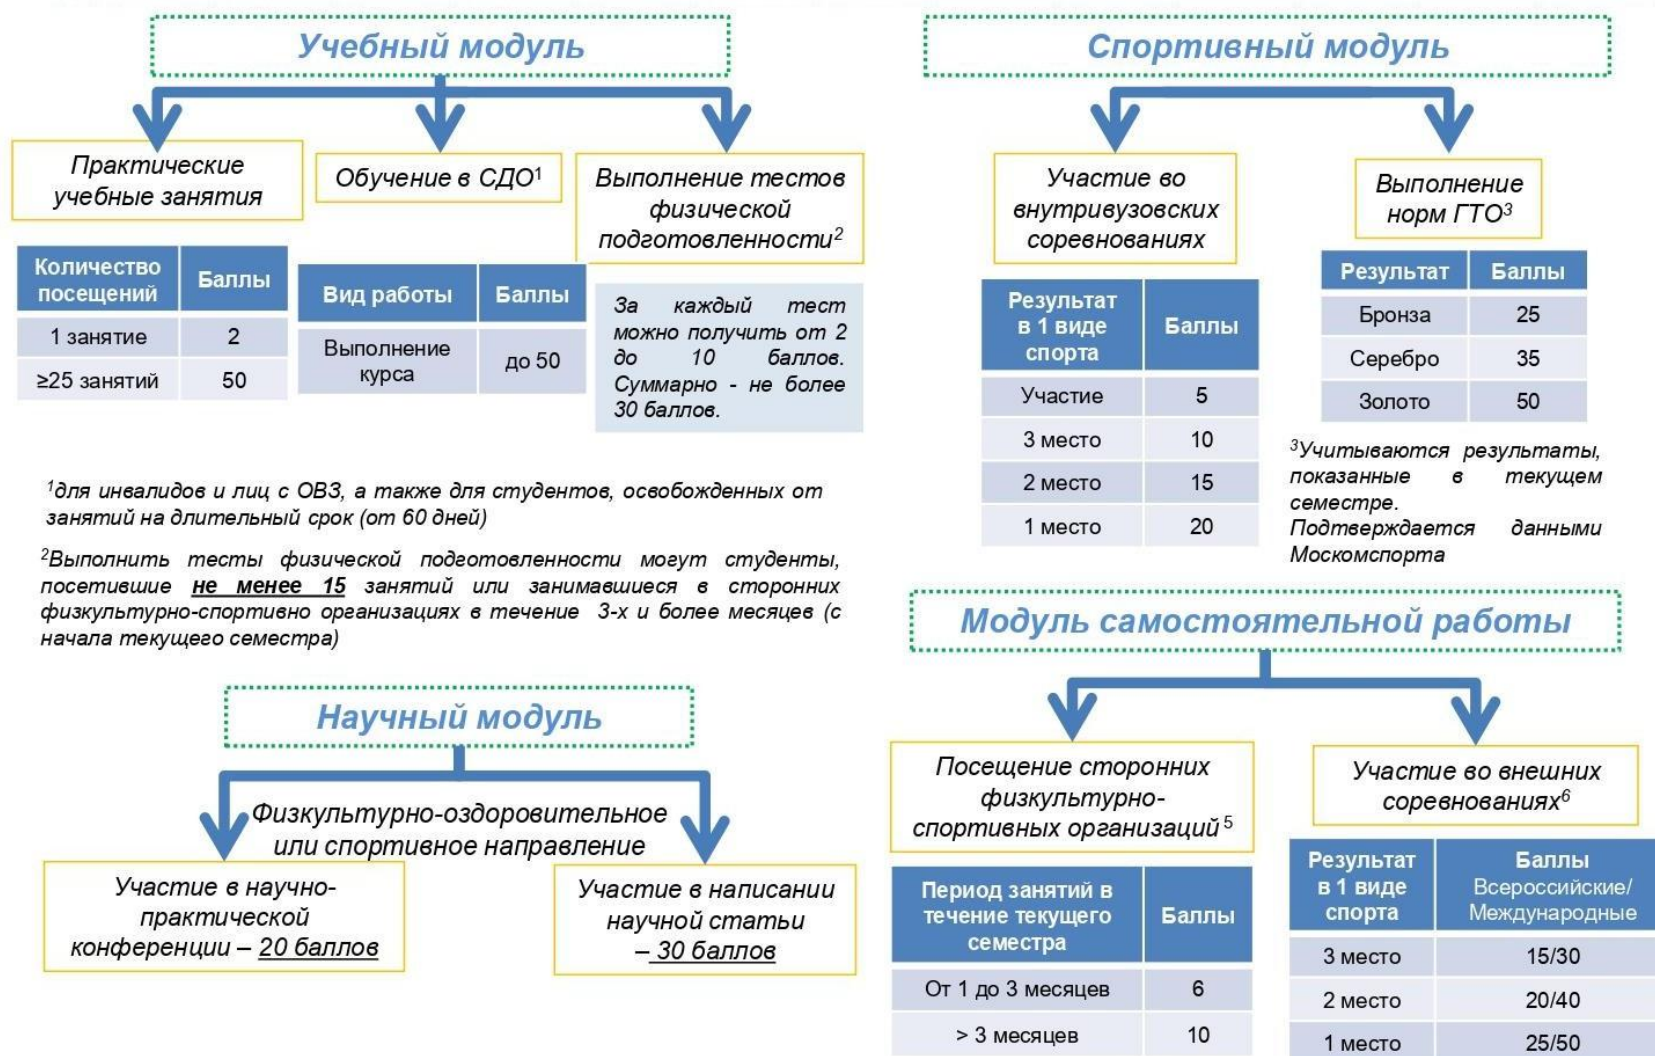 Учебный модуль
Практические
учебные занятия
Обучение в СДО¹
Выполнение тестов
физической
подготовленности²
Количество
посещений
Баллы
1 занятие
2
≥25 занятий
50
Вид работы
Баллы
Выполнение
курса
до 50
За каждый тест
можно получить от 2
до 10 баллов.
Суммарно - не более
30 баллов.
¹для инвалидов и лиц с ОВЗ, а также для студентов, освобожденных от
занятий на длительный срок (от 60 дней)
²Выполнить тесты физической подготовленности могут студенты,
посетившие не менее 15 занятий или занимавшиеся в сторонних
физкультурно-спортивно организациях в течение 3-х и более месяцев (с
начала текущего семестра)
Спортивный модуль
Участие во
внутривузовских
соревнованиях
Выполнение
норм ГТО³
Результат
в 1 виде
спорта
Баллы
Участие
5
3 место
10
2 место
15
1 место
20
Результат
Баллы
Бронза
25
Серебро
35
Золото
50
³Учитываются результаты,
показанные в текущем
семестре.
Подтверждается данными
Москомспорта
Научный модуль
Физкультурно-оздоровительное
или спортивное направление
Участие в научно-
практической
конференции – 20 баллов
Участие в написании
научной статьи
– 30 баллов
Модуль самостоятельной работы
Посещение сторонних
физкультурно-
спортивных организаций ⁵
Участие во внешних
соревнованиях⁶
Период занятий в
течение текущего
семестра
Баллы
От 1 до 3 месяцев
6
> 3 месяцев
10
Результат
в 1 виде
спорта
Баллы
Всероссийские/
Международные
3 место
15/30
2 место
20/40
1 место
25/50